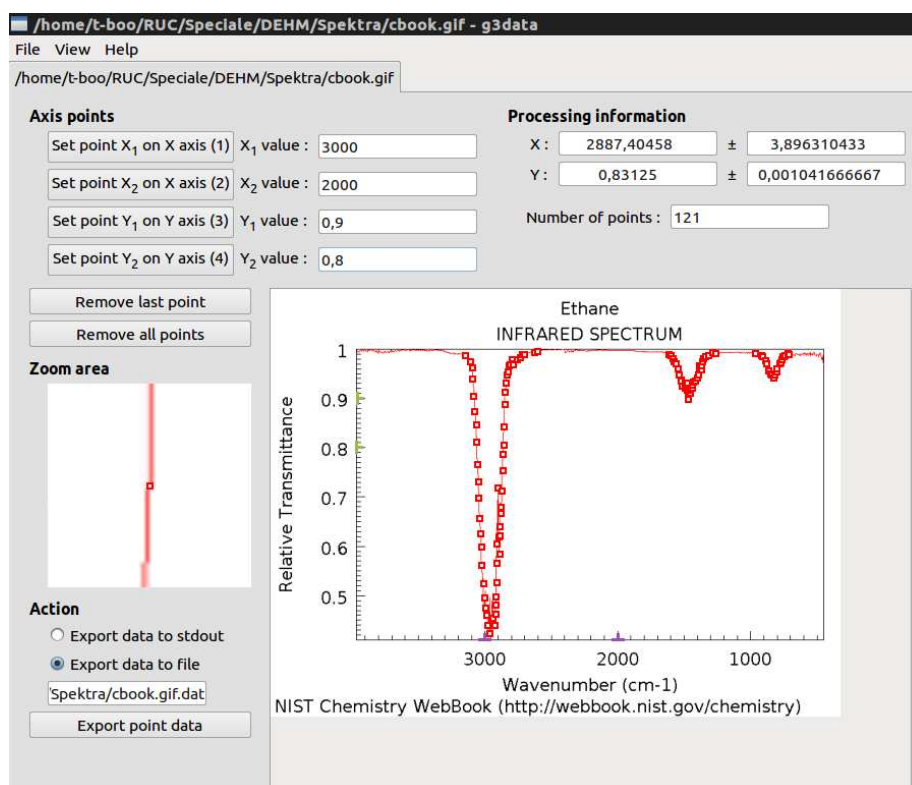 /home/t-boo/RUC/Speciale/DEHM/Spektra/cbook.gif - g3data
File View Help
/home/t-boo/RUC/Speciale/DEHM/Spektra/cbook.gif
Axis points
Set point X₁ on X axis (1) X₁ value : 3000
Set point X₂ on X axis (2) X₂ value : 2000
Set point Y₁ on Y axis (3) Y₁ value : 0,9
Set point Y₂ on Y axis (4) Y₂ value : 0,8
Processing information
X : 2887,40458 ± 3,896310433
Y : 0,83125 ± 0,001041666667
Number of points : 121
Remove last point
Remove all points
Zoom area
Action
Export data to stdout
Export data to file
'Spektra/cbook.gif.dat
Export point data
Ethane
INFRARED SPECTRUM
Relative Transmittance
1
0.9
0.8
0.7
0.6
0.5
3000 2000 1000
Wavenumber (cm-1)
NIST Chemistry WebBook (http://webbook.nist.gov/chemistry)